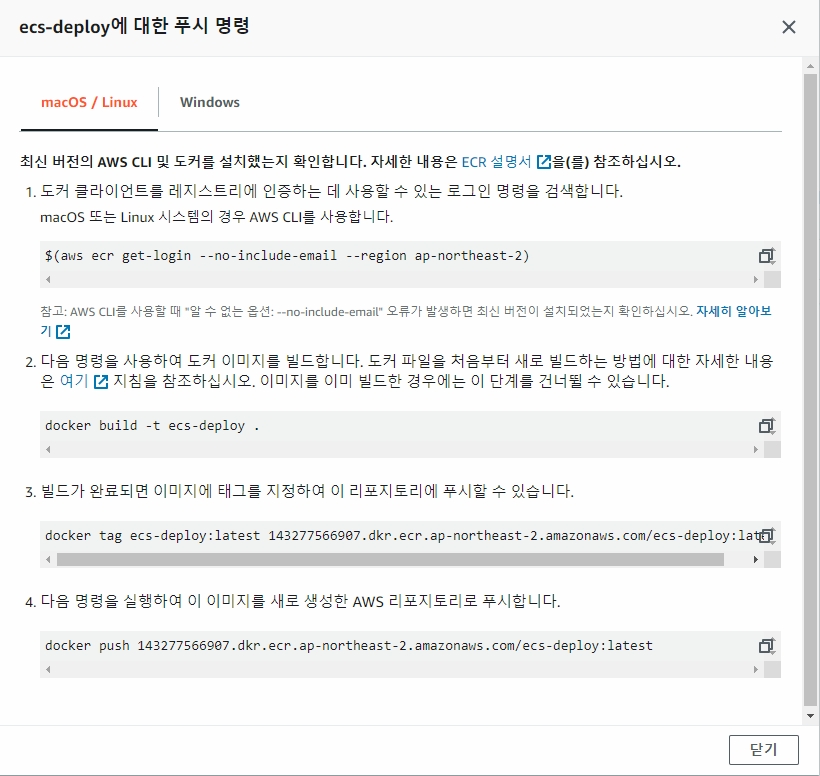 ecs-deploy에 대한 푸시 명령
macOS / Linux
Windows
최신 버전의 AWS CLI 및 도커를 설치했는지 확인합니다. 자세한 내용은 ECR 설명서 을(를) 참조하십시오.
1. 도커 클라이언트를 레지스트리에 인증하는 데 사용할 수 있는 로그인 명령을 검색합니다.
macOS 또는 Linux 시스템의 경우 AWS CLI를 사용합니다.
$(aws ecr get-login --no-include-email --region ap-northeast-2)
참고: AWS CLI를 사용할 때 "알 수 없는 옵션: --no-include-email" 오류가 발생하면 최신 버전이 설치되었는지 확인하십시오. 자세히 알아보
기
2. 다음 명령을 사용하여 도커 이미지를 빌드합니다. 도커 파일을 처음부터 새로 빌드하는 방법에 대한 자세한 내용
은 여기 지침을 참조하십시오. 이미지를 이미 빌드한 경우에는 이 단계를 건너뛸 수 있습니다.
docker build -t ecs-deploy .
3. 빌드가 완료되면 이미지에 태그를 지정하여 이 리포지토리에 푸시할 수 있습니다.
docker tag ecs-deploy:latest 143277566907.dkr.ecr.ap-northeast-2.amazonaws.com/ecs-deploy:lat
4. 다음 명령을 실행하여 이 이미지를 새로 생성한 AWS 리포지토리로 푸시합니다.
docker push 143277566907.dkr.ecr.ap-northeast-2.amazonaws.com/ecs-deploy:latest
닫기